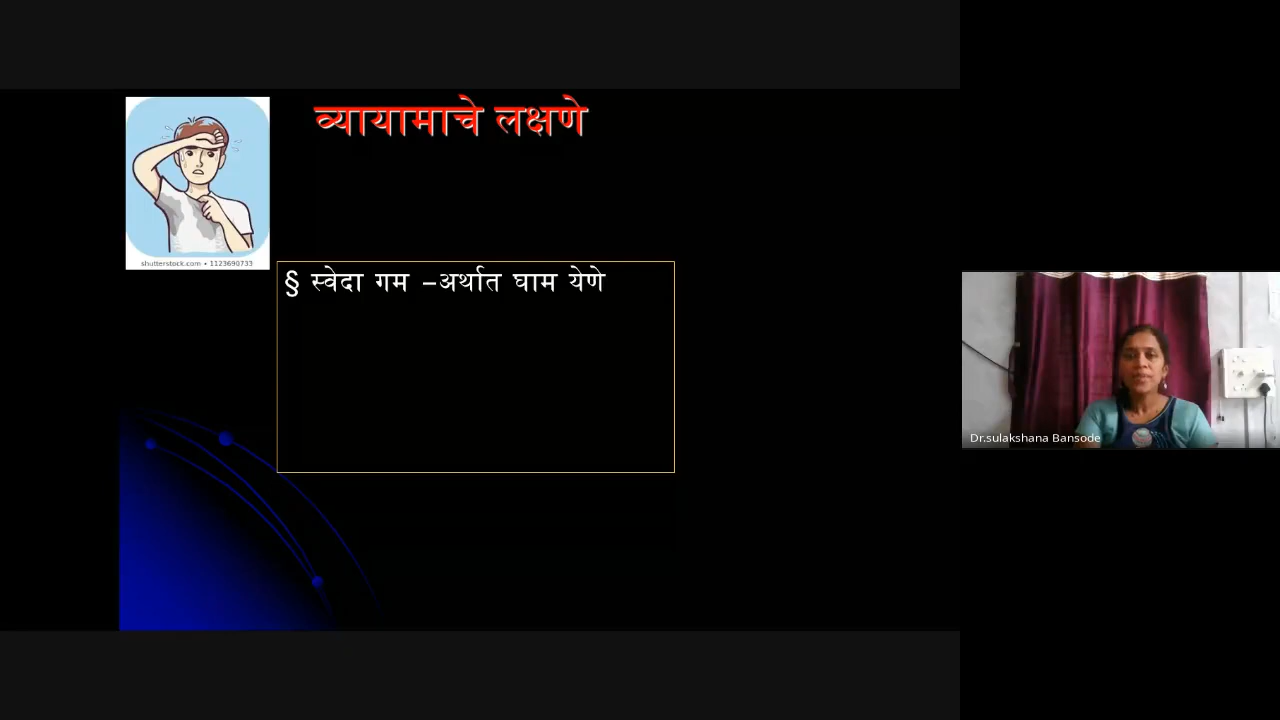 व्यायामाचे लक्षणे
shutterstock.com • 1123690733
§ स्वेदा गम –अर्थात घाम येणे
Dr.sulakshana Bansode